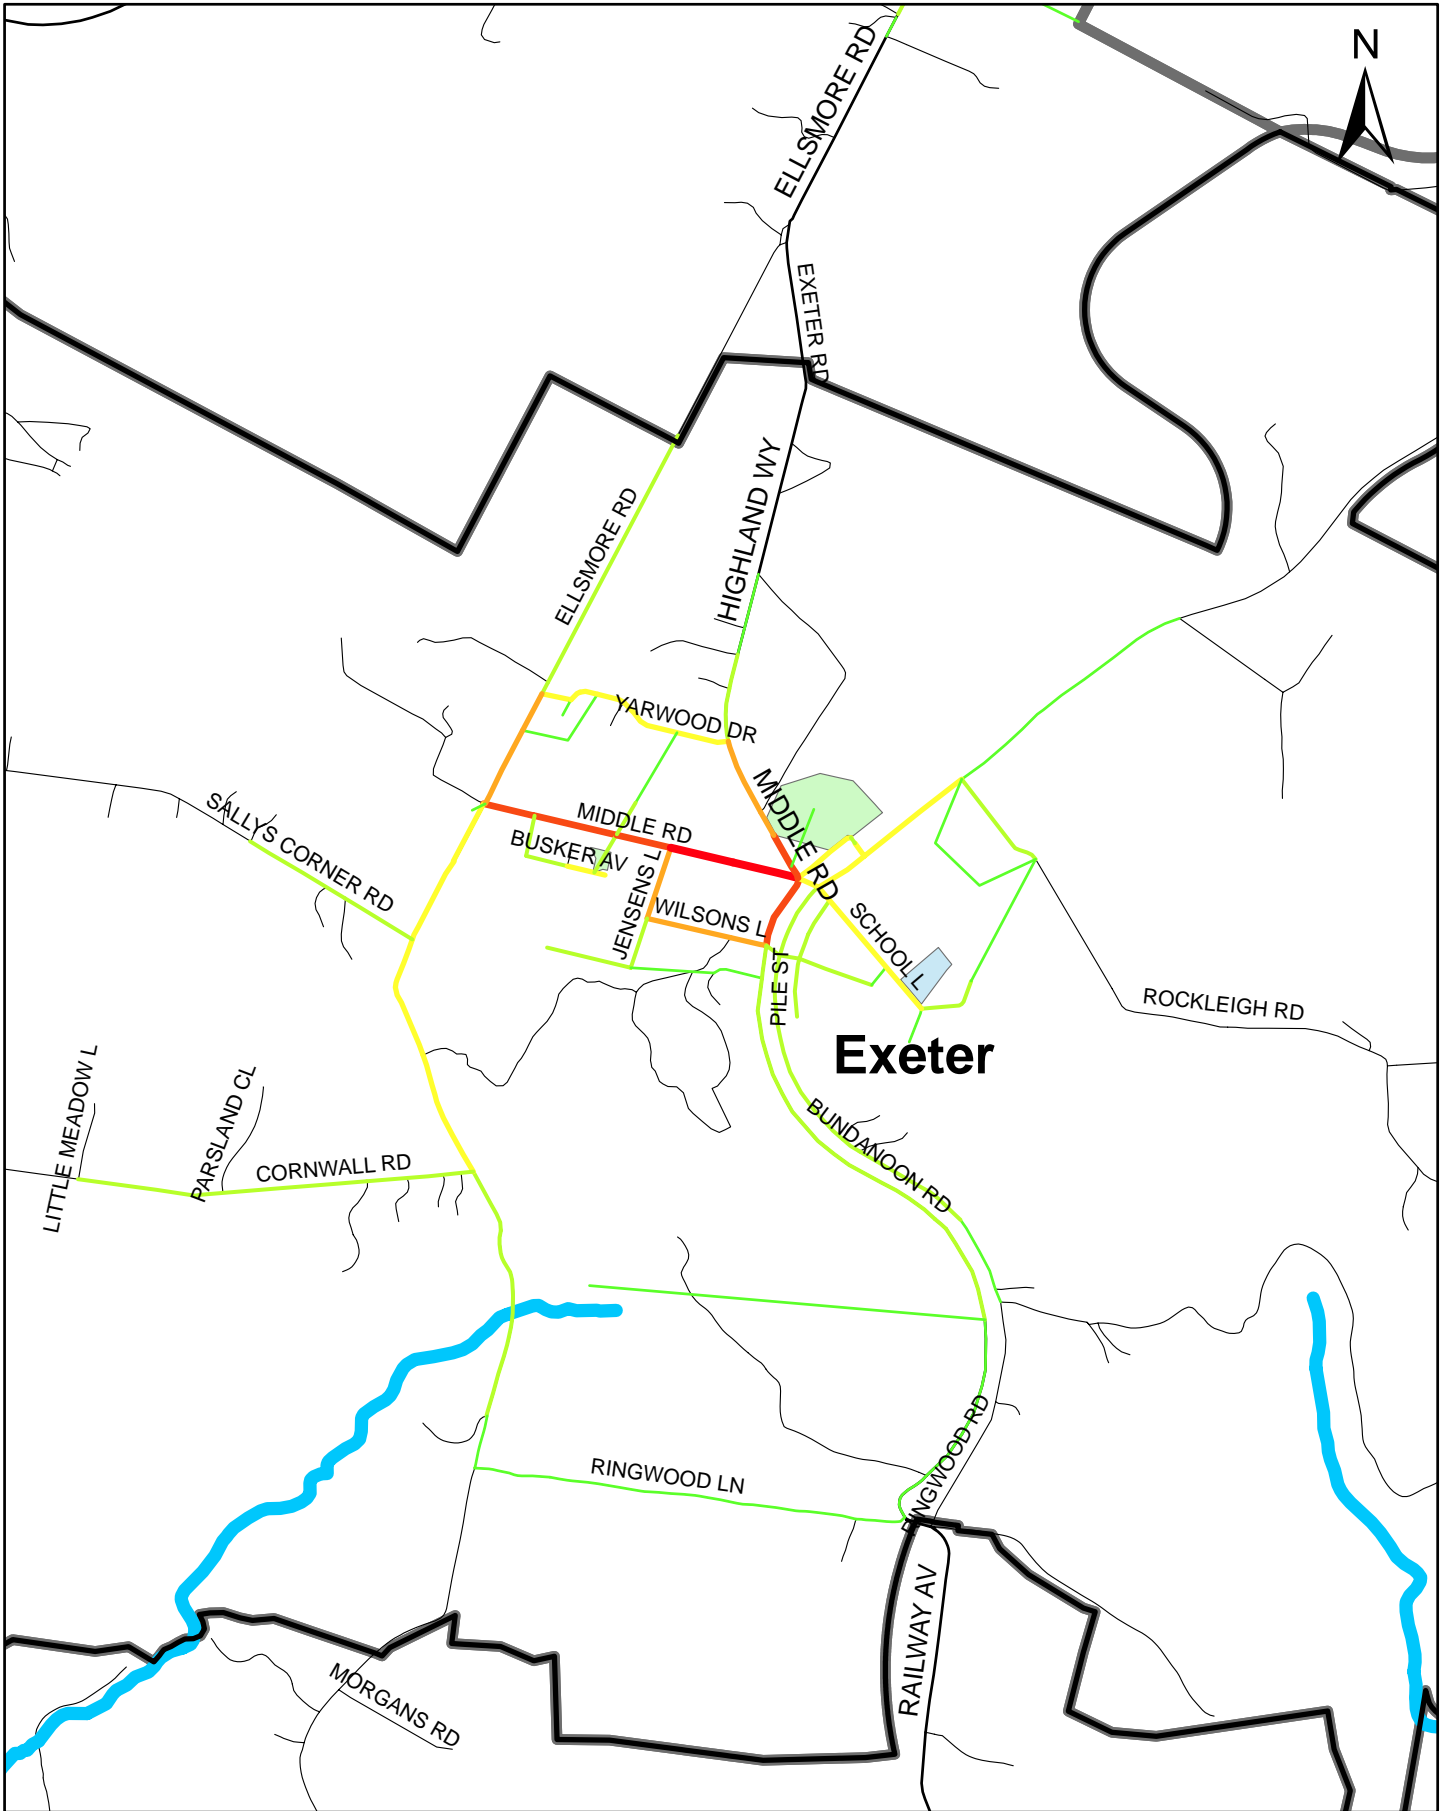 N
ELLSMORE RD
EXETER RD
HIGHLAND WY
ELLSMORE RD
YARWOOD DR
MIDDLE RD
SALLYS CORNER RD
MIDDLE RD
BUSKER AV
JENSENS L
WILSONS L
SCHOOL L
PILE ST
ROCKLEIGH RD
Exeter
LITTLE MEADOW L
PARSLAND CL
CORNWALL RD
BUNDANOON RD
RINGWOOD RD
RINGWOOD LN
RAILWAY AV
MORGANS RD